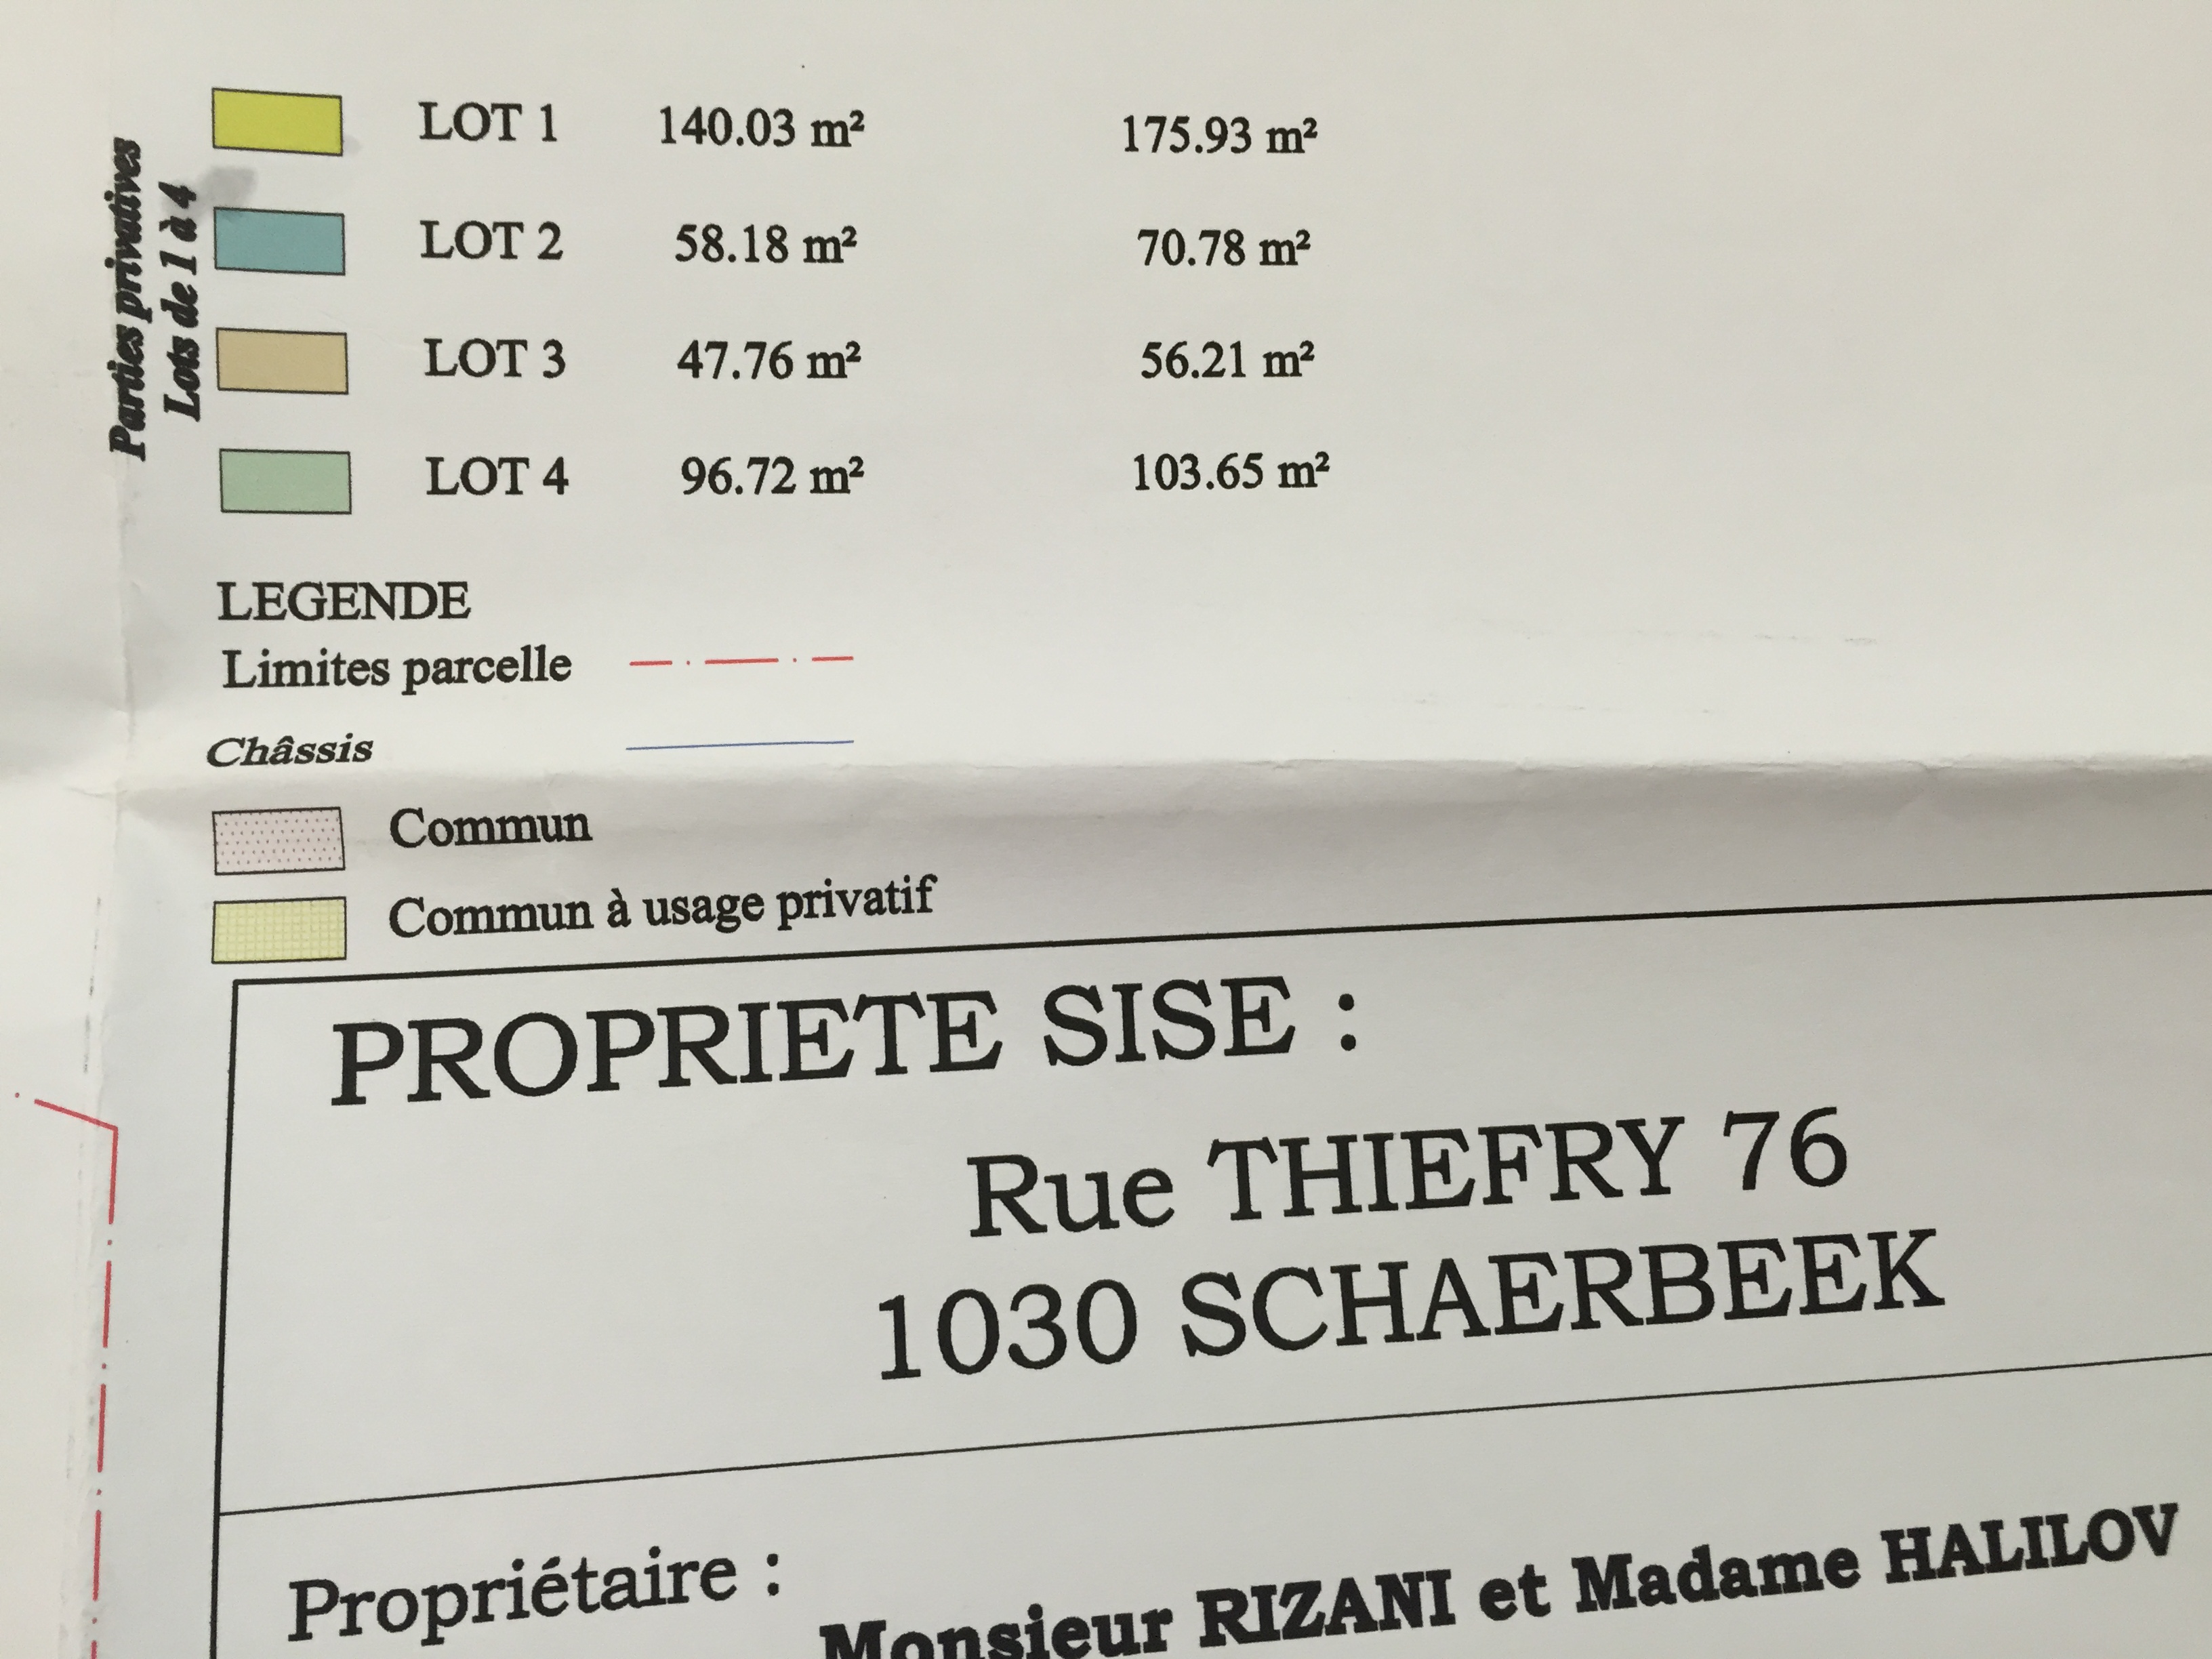 Parties privatives
Lots de 1 à 4
LOT 1 140.03 m² 175.93 m²
LOT 2 58.18 m² 70.78 m²
LOT 3 47.76 m² 56.21 m²
LOT 4 96.72 m² 103.65 m²
LEGENDE
Limites parcelle
Châssis
Commun
Commun à usage privatif
PROPRIETE SISE :
Rue THIEFRY 76
1030 SCHAERBEEK
Propriétaire :
Monsieur RIZANI et Madame HALILOV